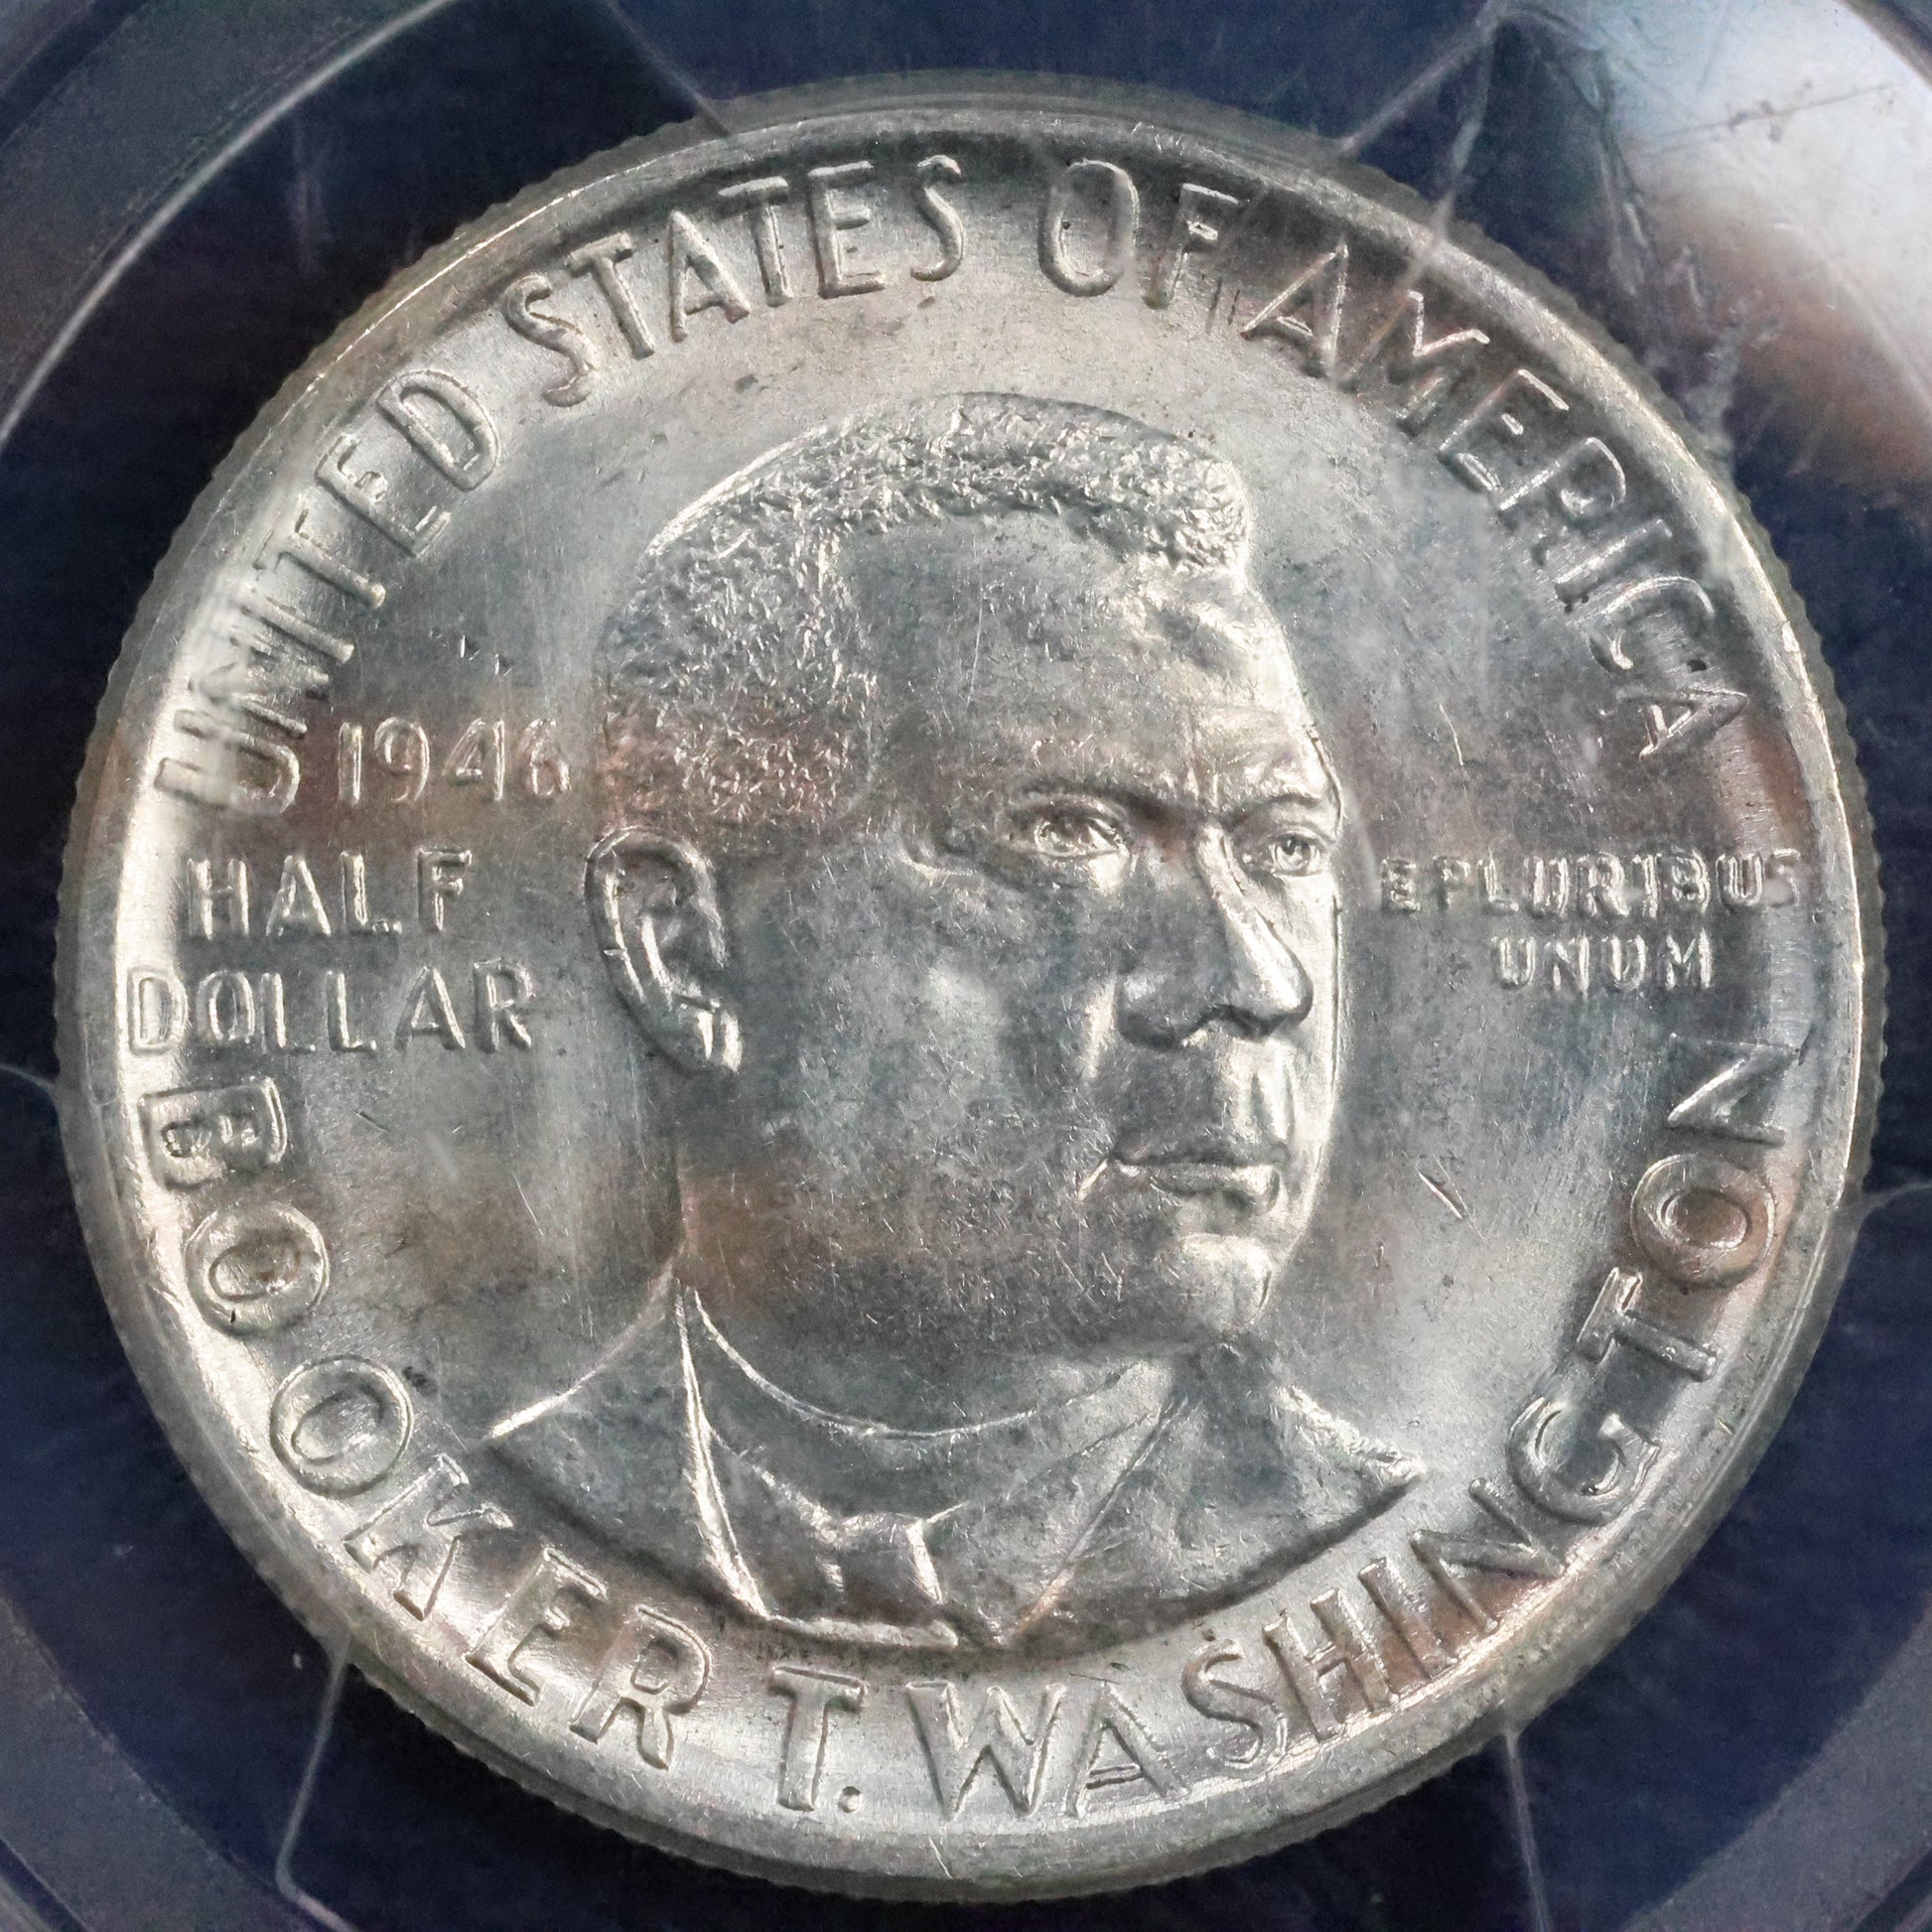 UNITED STATES OF AMERICA
1946
HALF
DOLLAR
E PLURIBUS
UNUM
BOOKER T. WASHINGTON